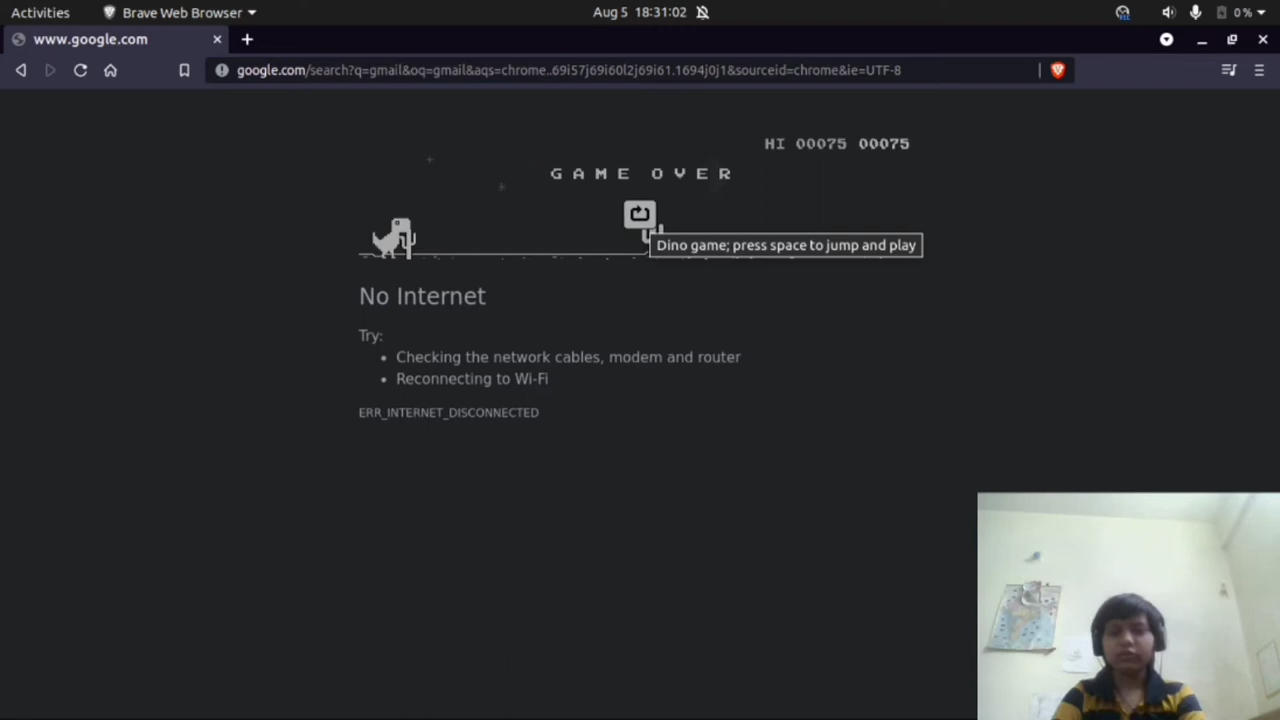 Activities
Brave Web Browser
Aug 5 18:31:02
0 %
www.google.com
google.com/search?q=gmail&oq=gmail&aqs=chrome..69i57j69i60l2j69i61.1694j0j1&sourceid=chrome&ie=UTF-8
HI 00075 00075
GAME OVER
Dino game; press space to jump and play
No Internet
Try:
• Checking the network cables, modem and router
• Reconnecting to Wi-Fi
ERR_INTERNET_DISCONNECTED